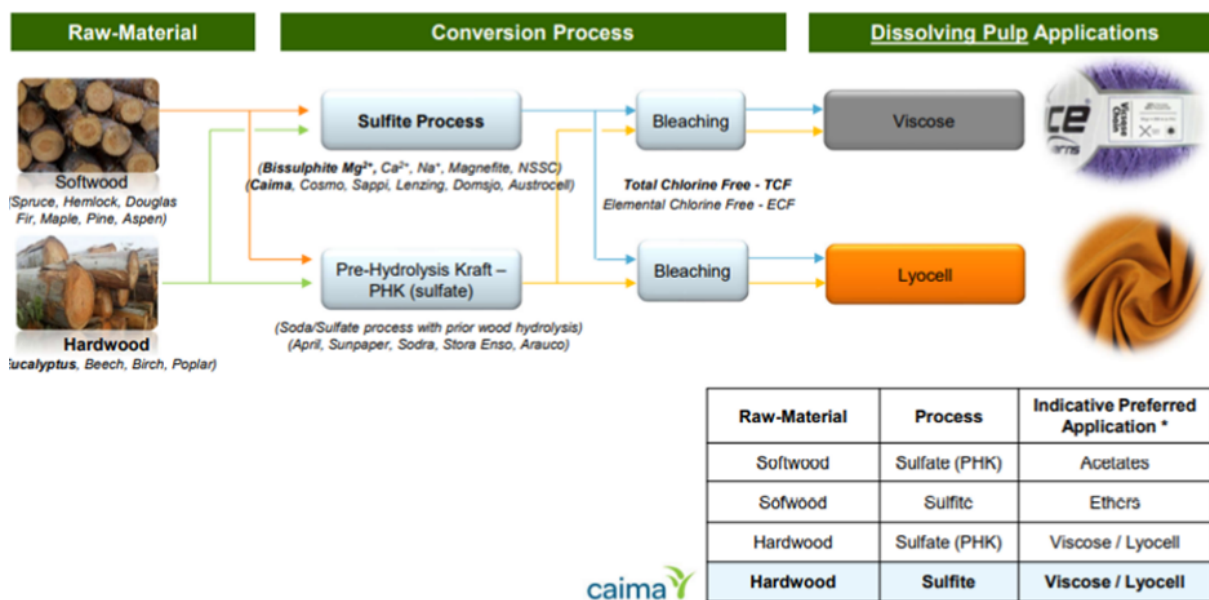 Raw-Material
Conversion Process
Dissolving Pulp Applications
Softwood
(Spruce, Hemlock, Douglas
Fir, Maple, Pine, Aspen)
Hardwood
Eucalyptus, Beech, Birch, Poplar)
Sulfite Process
(Bissulphite Mg²⁺, Ca²⁺, Na⁺, Magnefite, NSSC)
(Caima, Cosmo, Sappi, Lenzing, Domsjo, Austrocell)
Pre-Hydrolysis Kraft –
PHK (sulfate)
(Soda/Sulfate process with prior wood hydrolysis)
(April, Sunpaper, Sodra, Stora Enso, Arauco)
Bleaching
Total Chlorine Free - TCF
Elemental Chlorine Free - ECF
Bleaching
Viscose
Lyocell
ce
Viscose
Raw-Material Process Indicative Preferred
Application *
Softwood Sulfate (PHK) Acetates
Sofwood Sulfite Ethers
Hardwood Sulfate (PHK) Viscose / Lyocell
Hardwood Sulfite Viscose / Lyocell
caima